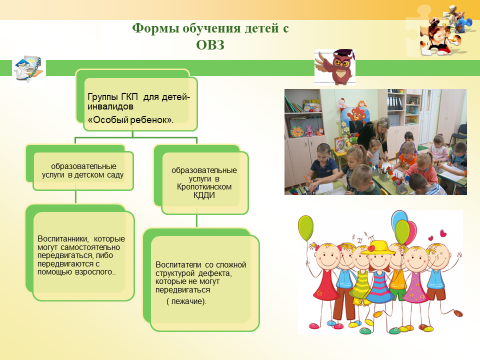 Формы обучения детей с
ОВЗ
Группы ГКП для детей-
инвалидов
«Особый ребенок».
образовательные
услуги в детском саду
образовательные
услуги в
Кропоткинском
КДДИ
Воспитанники, которые
могут самостоятельно
передвигаться, либо
передвигаются с
помощью взрослого..
Воспитатели со сложной
структурой дефекта,
которые не могут
передвигаться
( лежачие).